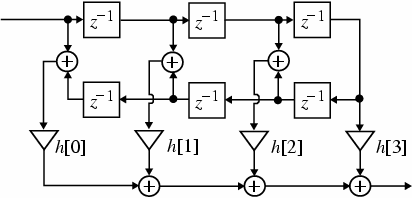 z⁻¹ z⁻¹ z⁻¹
+ + +
z⁻¹ z⁻¹ z⁻¹
h[0] h[1] h[2] h[3]
+ + +